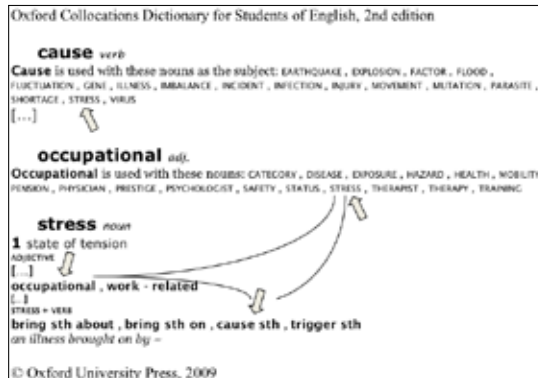 Oxford Collocations Dictionary for Students of English, 2nd edition
cause verb
Cause is used with these nouns as the subject: EARTHQUAKE , EXPLOSION , FACTOR , FLOOD ,
FLUCTUATION , GENE , ILLNESS , IMBALANCE , INCIDENT , INFECTION , INJURY , MOVEMENT , MUTATION , PARASITE ,
SHORTAGE , STRESS , VIRUS
[...]
occupational adj.
Occupational is used with these nouns: CATEGORY , DISEASE , EXPOSURE , HAZARD , HEALTH , MOBILITY
PENSION , PHYSICIAN , PRESTIGE , PSYCHOLOGIST , SAFETY , STATUS , STRESS , THERAPIST , THERAPY , TRAINING
stress noun
1 state of tension
ADJECTIVE
[...]
occupational , work - related
[...]
STRESS + VERB
bring sth about , bring sth on , cause sth , trigger sth
an illness brought on by ~
© Oxford University Press, 2009